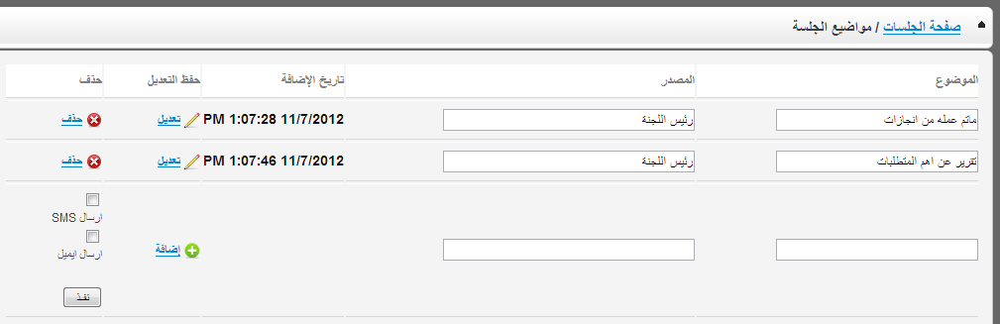 صفحة الجلسات / مواضيع الجلسة
الموضوع المصدر تاريخ الإضافة حفظ التعديل حذف
ماتم عمله من انجازات رئيس اللجنة 11/7/2012 1:07:28 PM تعديل حذف
تقرير عن اهم المتطلبات رئيس اللجنة 11/7/2012 1:07:46 PM تعديل حذف
ارسال SMS
إضافة
ارسال ايميل
نفذ